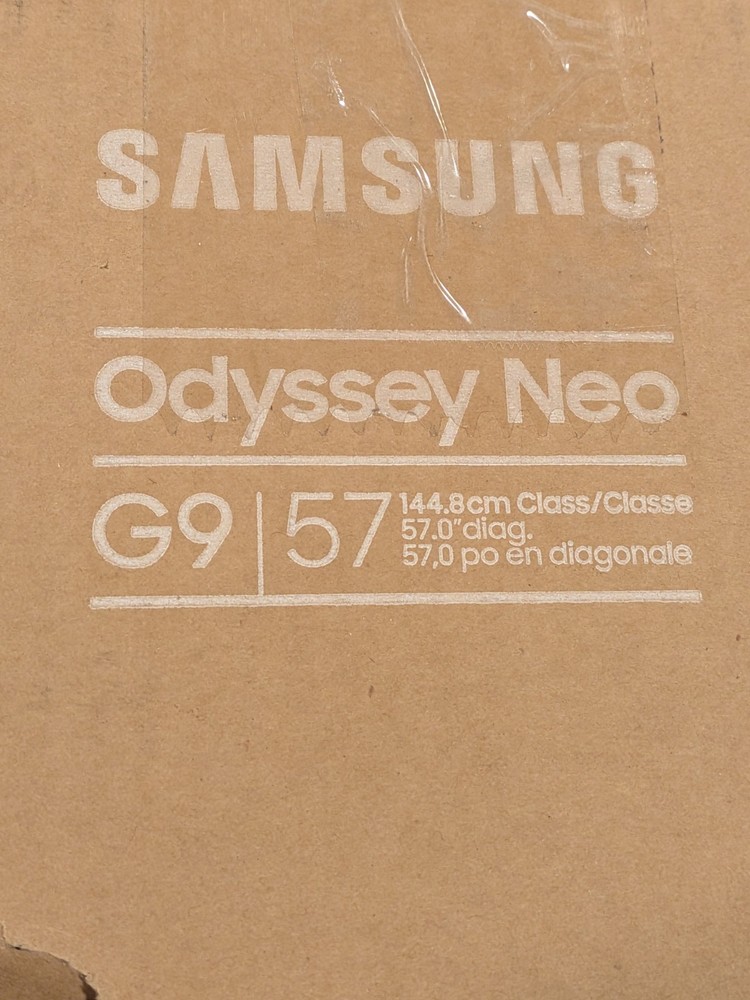 SAMSUNG
Odyssey Neo
G9 | 57
144.8cm Class/Classe
57.0"diag.
57,0 po en diagonale